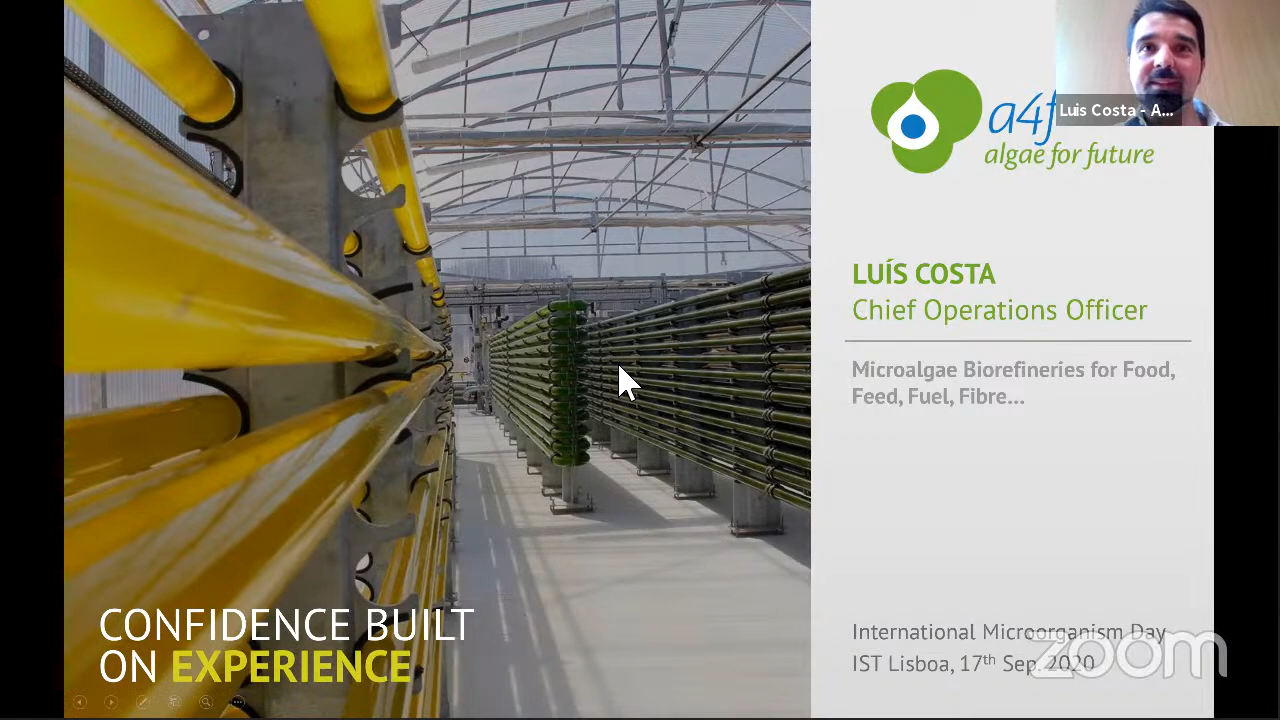 a4f
algae for future
Luis Costa - A...
LUÍS COSTA
Chief Operations Officer
Microalgae Biorefineries for Food,
Feed, Fuel, Fibre...
CONFIDENCE BUILT
ON EXPERIENCE
International Microorganism Day
IST Lisboa, 17th Sep. 2020
zoom